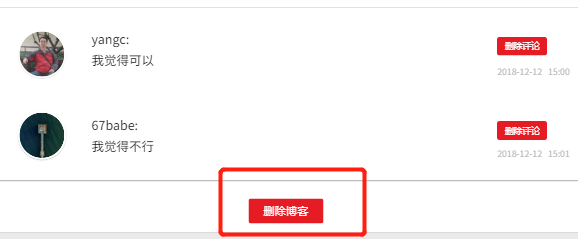 yangc:
我觉得可以
删除评论
2018-12-12 15:00
67babe:
我觉得不行
删除评论
2018-12-12 15:01
删除博客